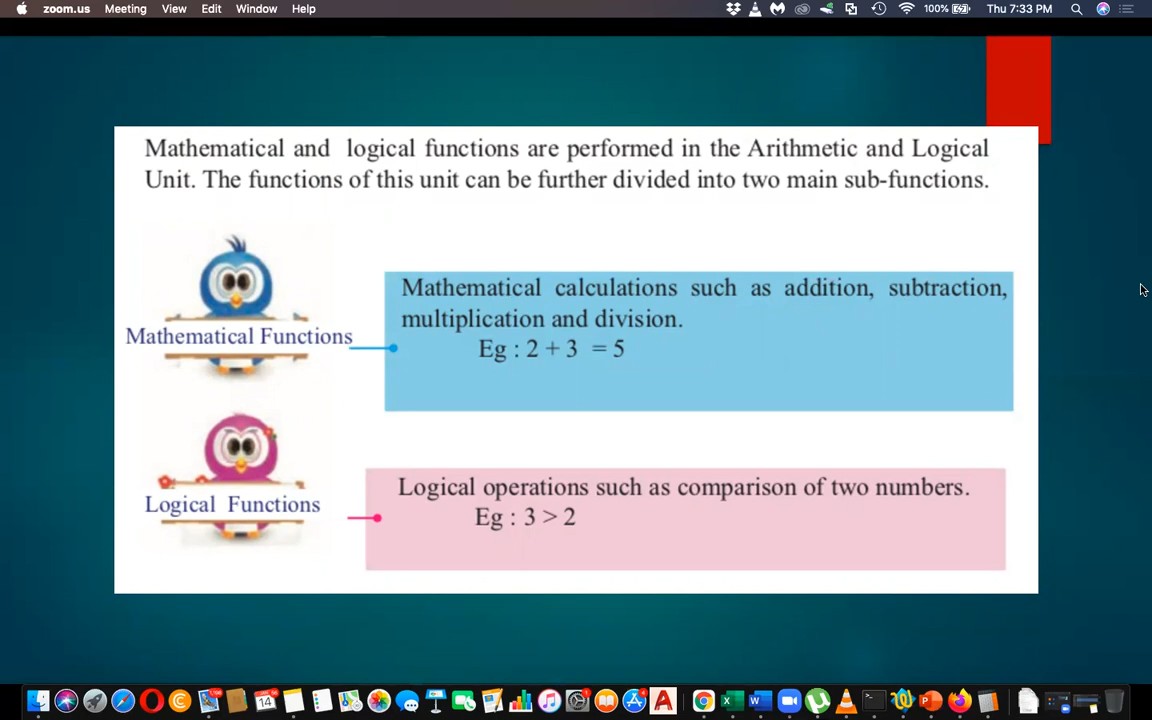 zoom.us Meeting View Edit Window Help 100% Thu 7:33 PM
Mathematical and logical functions are performed in the Arithmetic and Logical
Unit. The functions of this unit can be further divided into two main sub-functions.
Mathematical Functions
Mathematical calculations such as addition, subtraction,
multiplication and division.
Eg : 2 + 3 = 5
Logical Functions
Logical operations such as comparison of two numbers.
Eg : 3 > 2
14